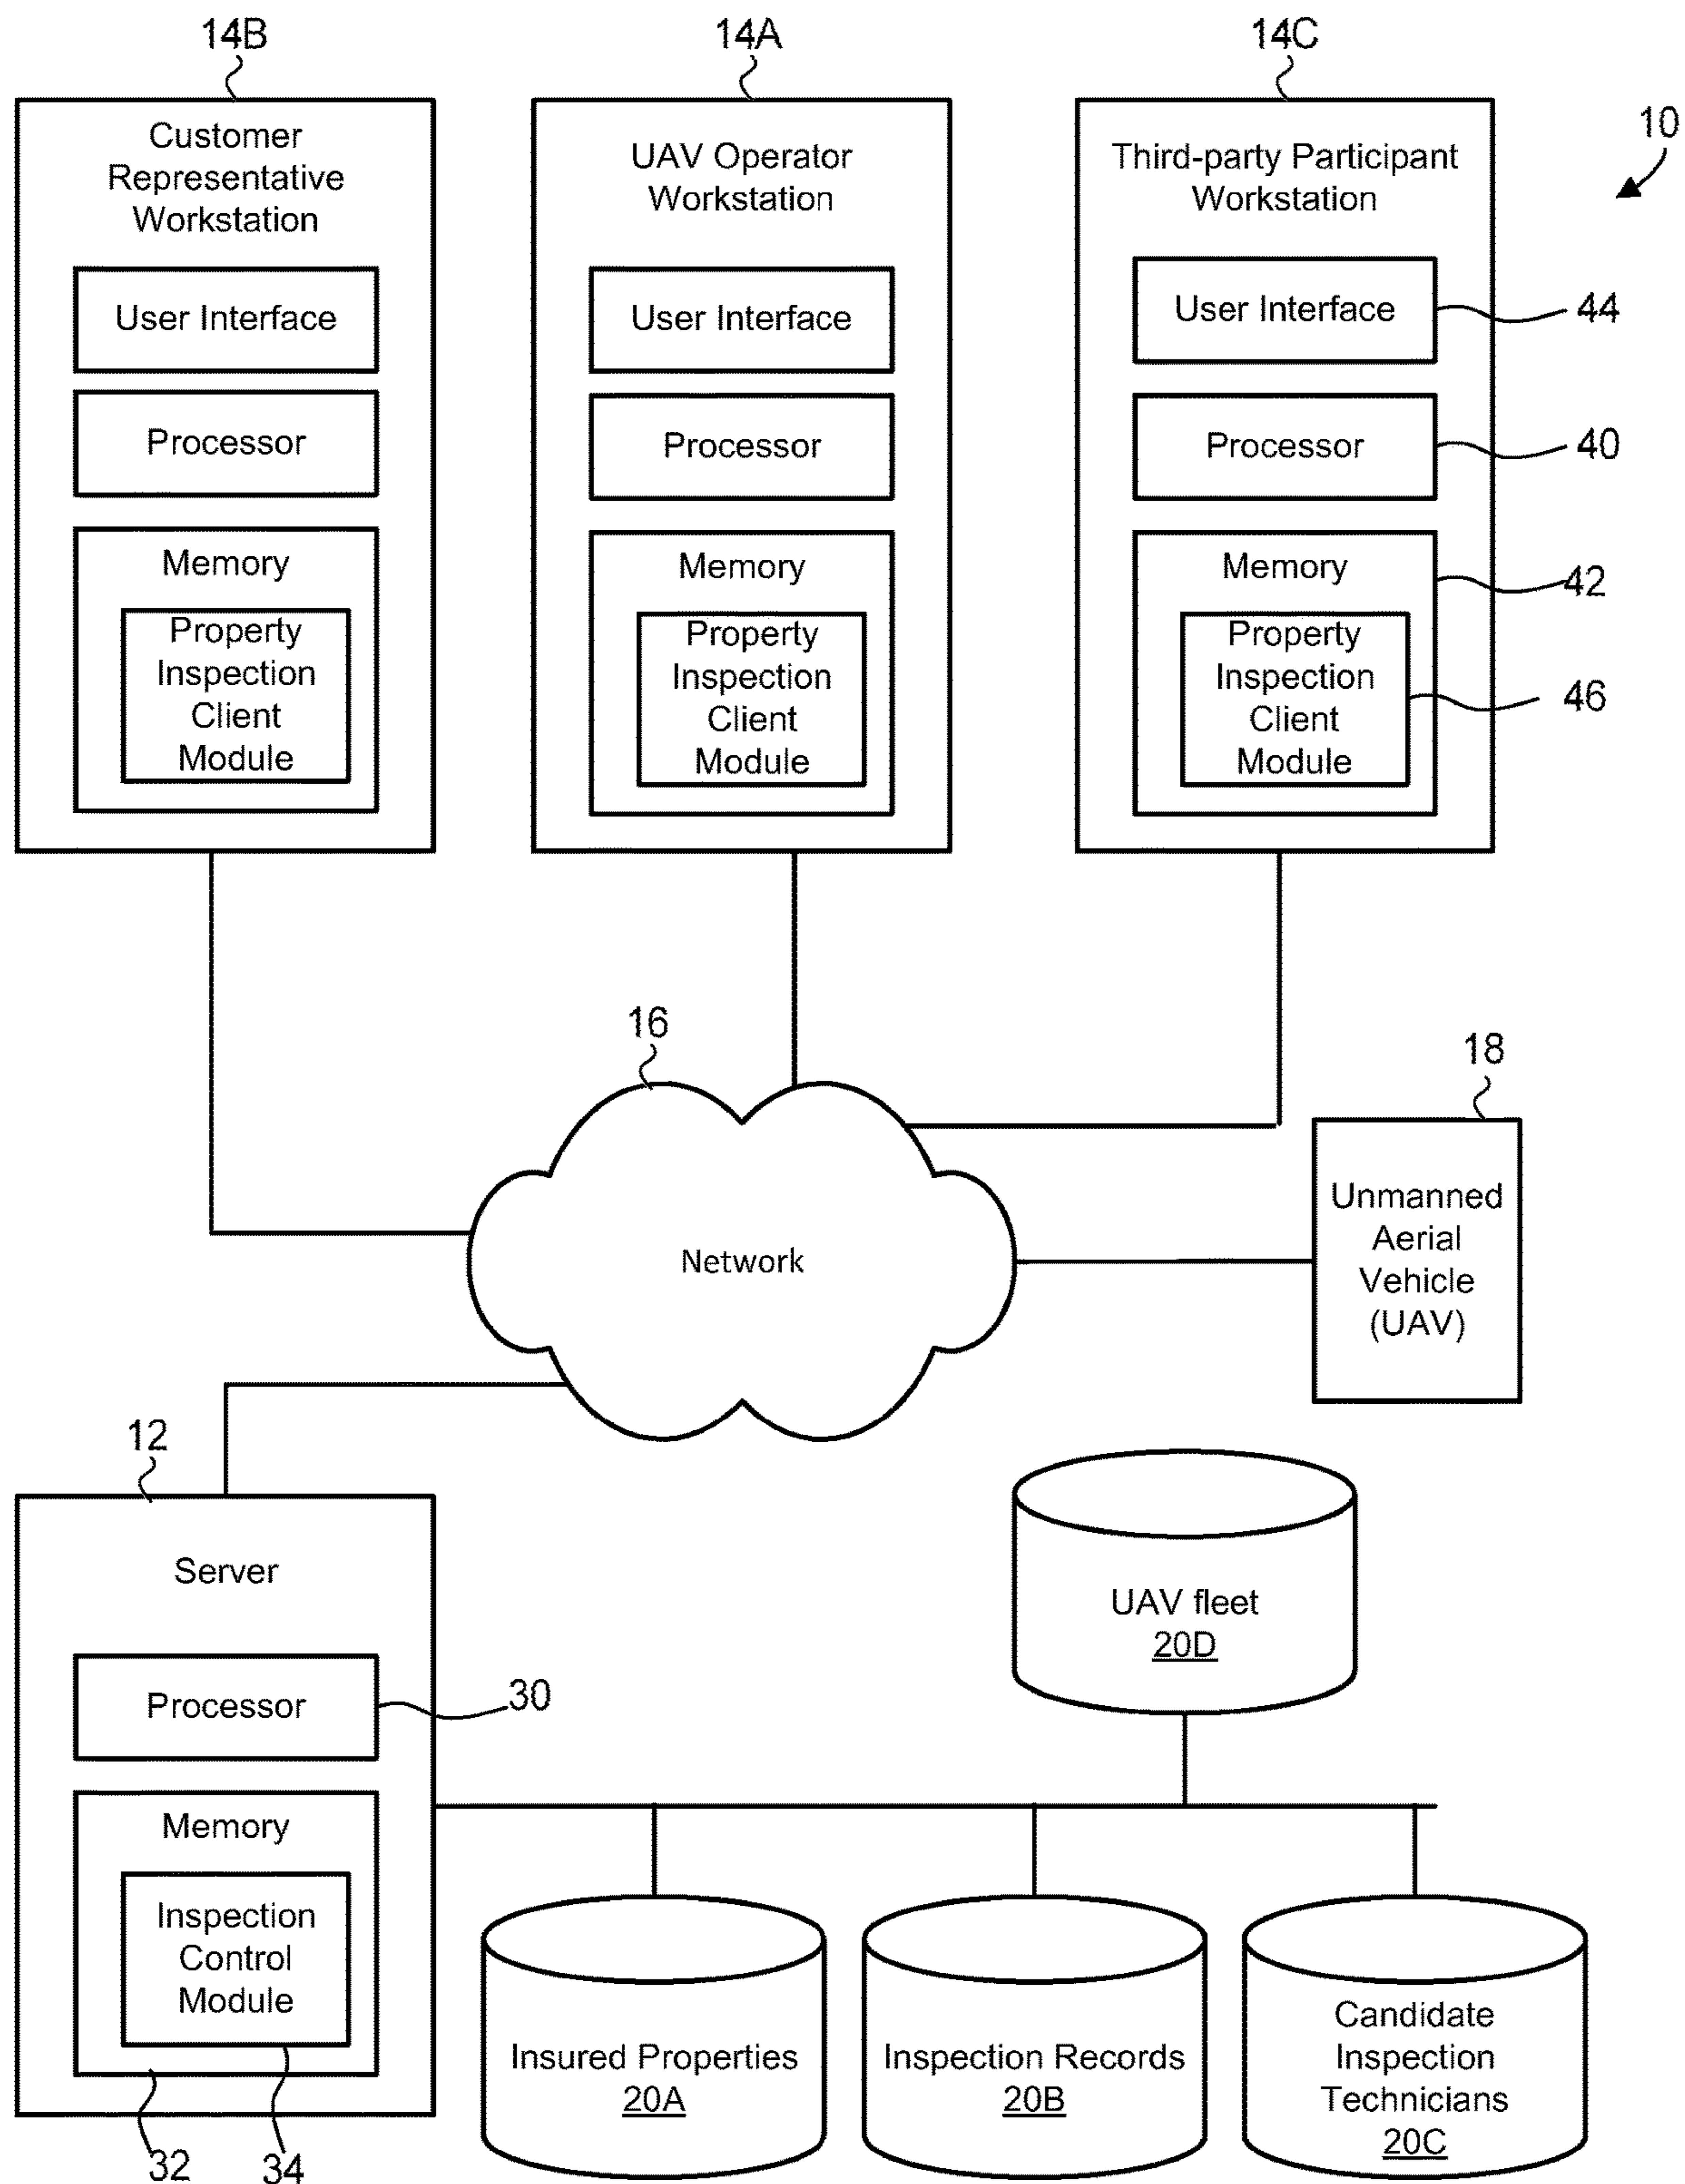 14B
14A
14C
10
Customer
Representative
Workstation
User Interface
Processor
Memory
Property
Inspection
Client
Module
UAV Operator
Workstation
User Interface
Processor
Memory
Property
Inspection
Client
Module
Third-party Participant
Workstation
User Interface
44
Processor
40
Memory
42
Property
Inspection
Client
Module
46
16
Network
18
Unmanned
Aerial
Vehicle
(UAV)
12
Server
Processor
30
Memory
Inspection
Control
Module
32
34
UAV fleet
20D
Insured Properties
20A
Inspection Records
20B
Candidate
Inspection
Technicians
20C